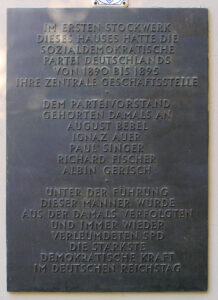 IM ERSTEN STOCKWERK
DIESES HAUSES HATTE DIE
SOZIALDEMOKRATISCHE
PARTEI DEUTSCHLANDS
VON 1890 BIS 1895
IHRE ZENTRALE GESCHÄFTSSTELLE
DEM PARTEIVORSTAND
GEHÖRTEN DAMALS AN
AUGUST BEBEL
IGNAZ AUER
PAUL SINGER
RICHARD FISCHER
ALBIN GERISCH
UNTER DER FÜHRUNG
DIESER MÄNNER WURDE
AUS DER DAMALS VERFOLGTEN
UND IMMER WIEDER
VERLEUMDETEN SPD
DIE STÄRKSTE
DEMOKRATISCHE KRAFT
IM DEUTSCHEN REICHSTAG